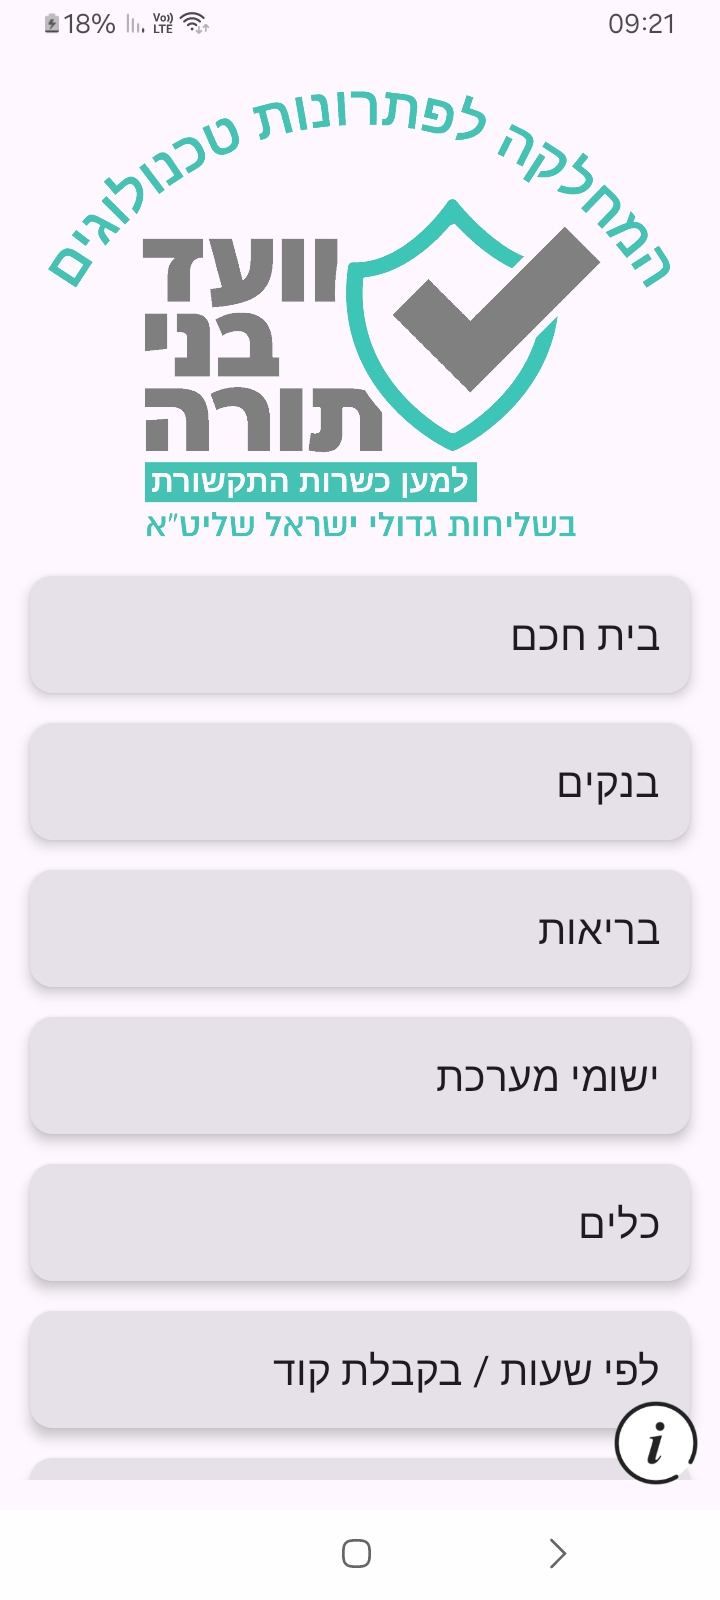 18%
Vo))
LTE
09:21
המחלקה לפתרונות טכנולוגים
וועד
בני
תורה
למען כשרות התקשורת
בשליחות גדולי ישראל שליט״א
בית חכם
בנקים
בריאות
ישומי מערכת
כלים
לפי שעות / בקבלת קוד
i